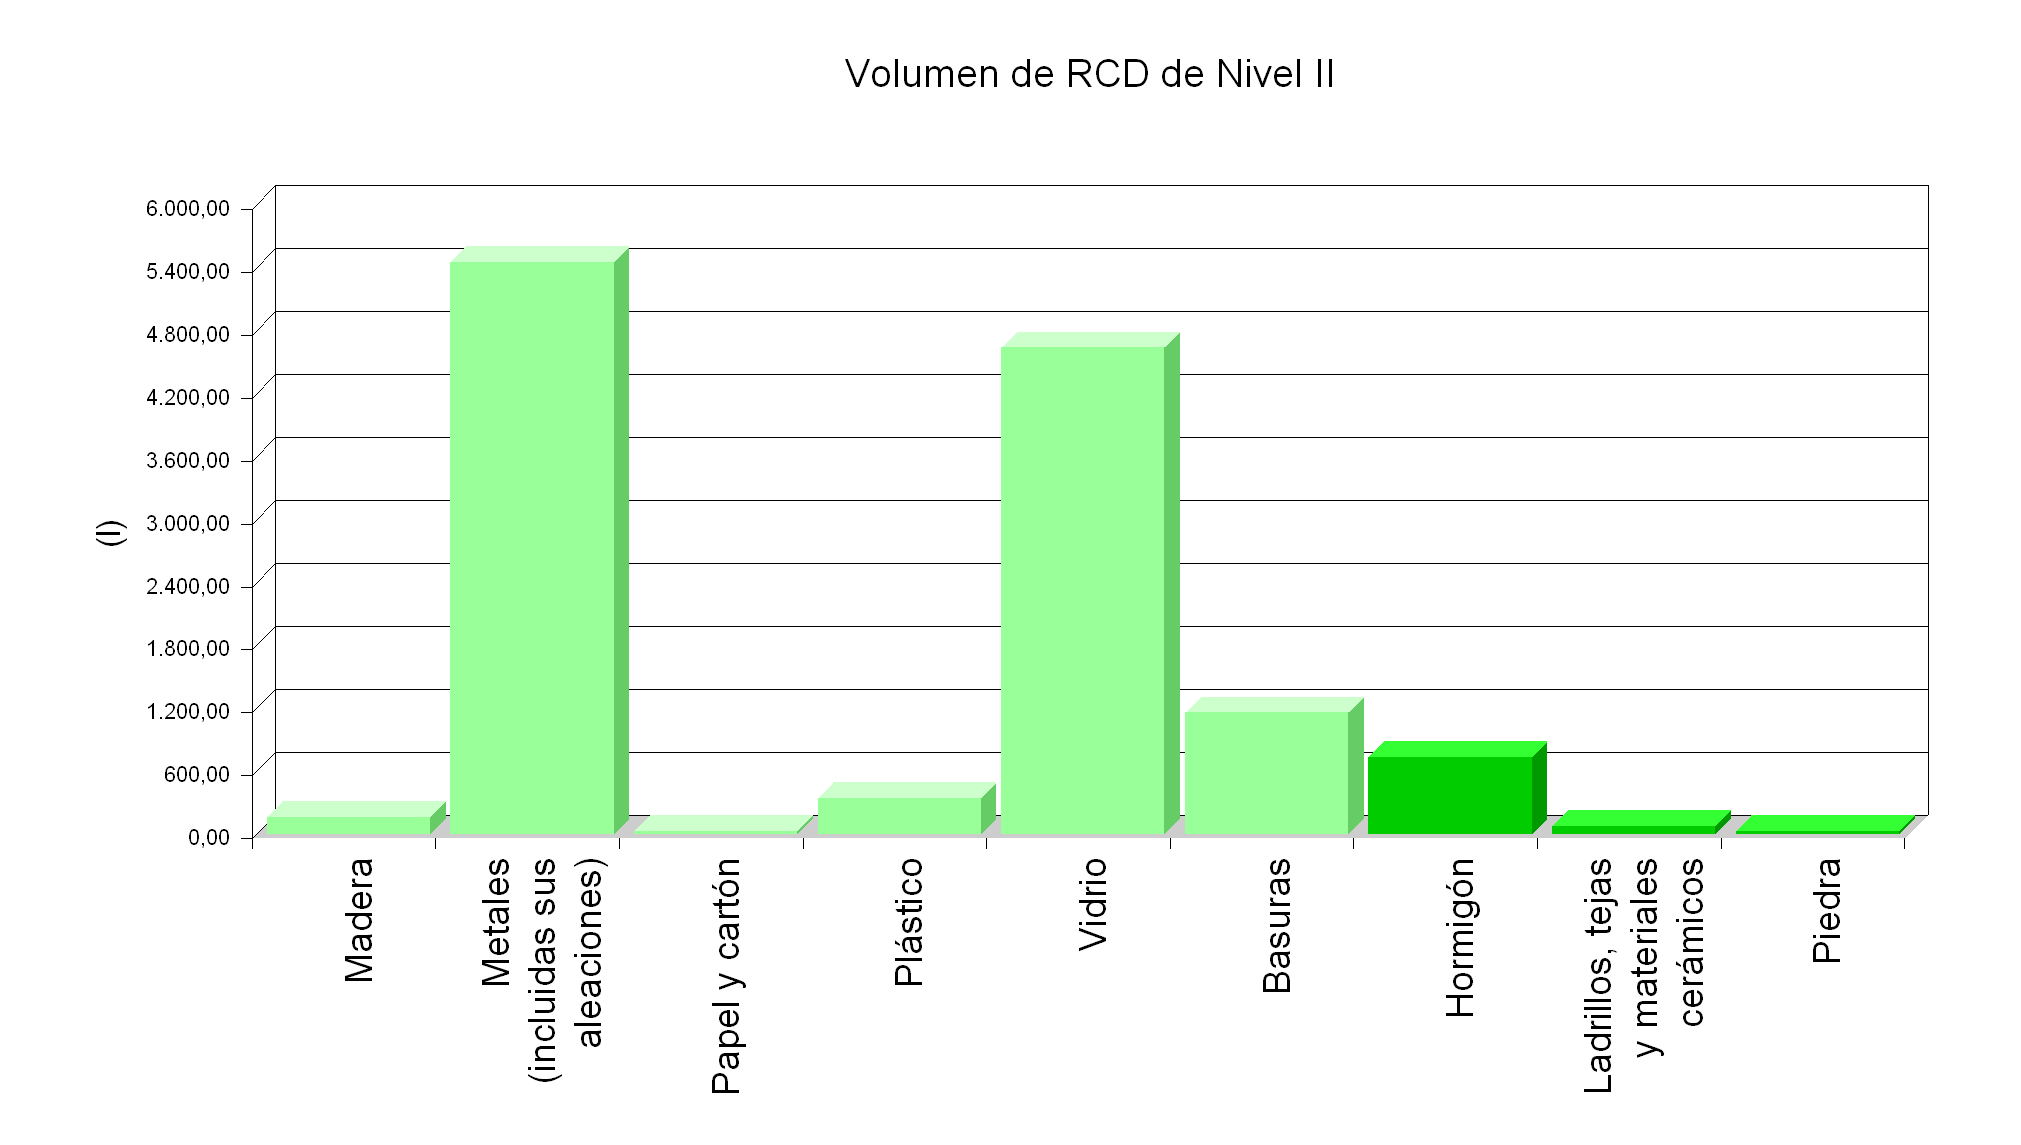 Volumen de RCD de Nivel II
6.000,00
5.400,00
4.800,00
4.200,00
3.600,00
3.000,00
2.400,00
1.800,00
1.200,00
600,00
0,00
(l)
Madera
Metales
(incluidas sus
aleaciones)
Papel y cartón
Plástico
Vidrio
Basuras
Hormigón
Ladrillos, tejas
y materiales
cerámicos
Piedra